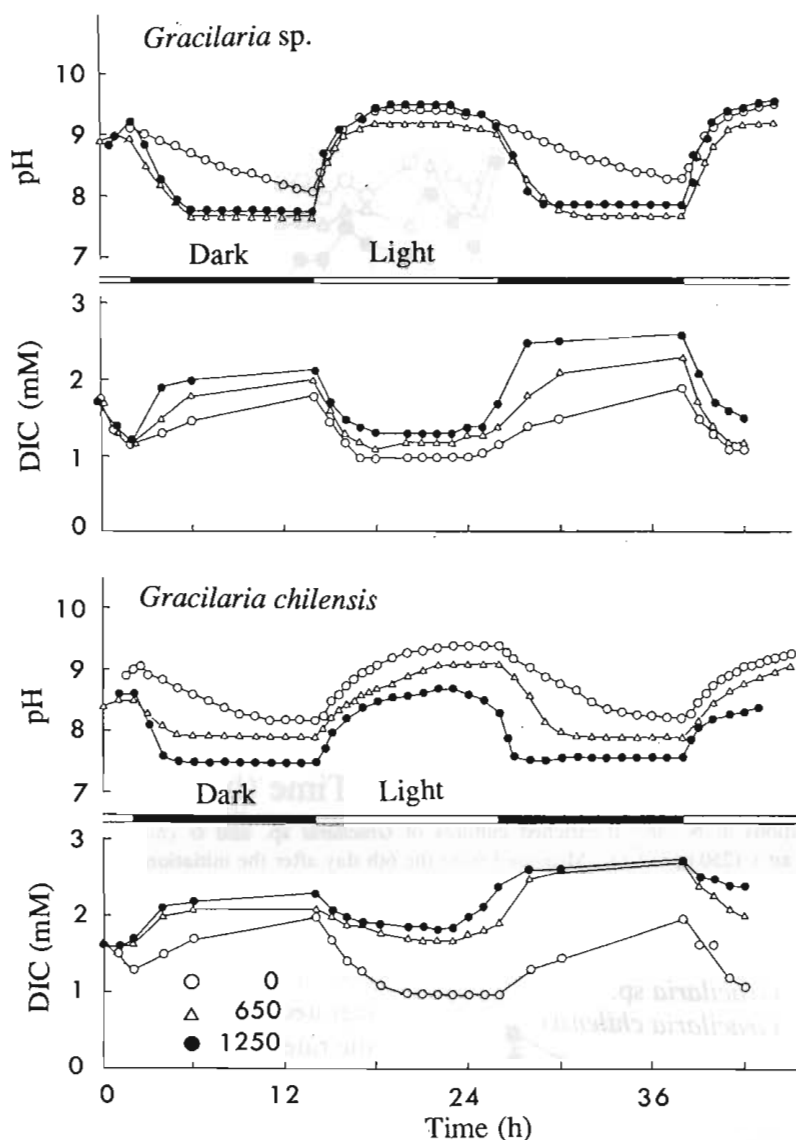 Gracilaria sp.
10
9
8
7
pH
Dark Light
3
2
1
0
DIC (mM)
Gracilaria chilensis
10
9
8
7
pH
Dark Light
3
2
1
0
DIC (mM)
0
650
1250
0 12 24 36
Time (h)